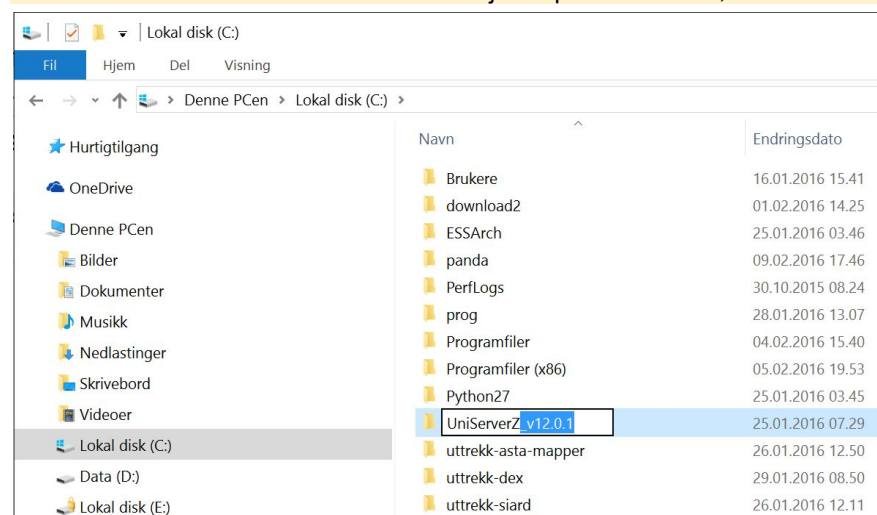 Lokal disk (C:)
Fil Hjem Del Visning
Denne PCen > Lokal disk (C:) >
Hurtigtilgang
OneDrive
Denne PCen
Bilder
Dokumenter
Musikk
Nedlastinger
Skrivebord
Videoer
Lokal disk (C:)
Data (D:)
Lokal disk (E:)
Navn Endringsdato
Brukere 16.01.2016 15.41
download2 01.02.2016 14.25
ESSArch 25.01.2016 03.46
panda 09.02.2016 17.46
PerfLogs 30.10.2015 08.24
prog 28.01.2016 13.07
Programfiler 04.02.2016 15.40
Programfiler (x86) 05.02.2016 19.53
Python27 25.01.2016 03.45
UniServerZ_v12.0.1 25.01.2016 07.29
uttrekk-asta-mapper 26.01.2016 12.50
uttrekk-dex 29.01.2016 08.50
uttrekk-siard 26.01.2016 12.11